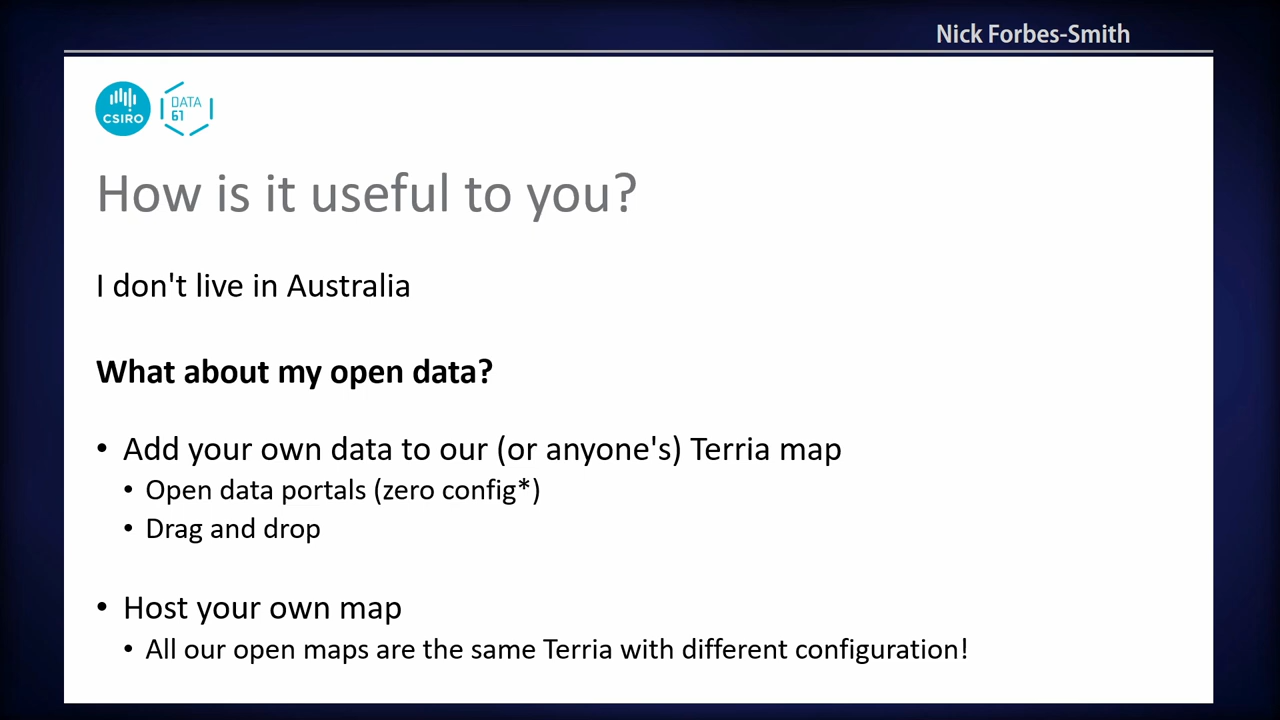 Nick Forbes-Smith
CSIRO
DATA
61
How is it useful to you?
I don't live in Australia
What about my open data?
• Add your own data to our (or anyone's) Terria map
• Open data portals (zero config*)
• Drag and drop
• Host your own map
• All our open maps are the same Terria with different configuration!